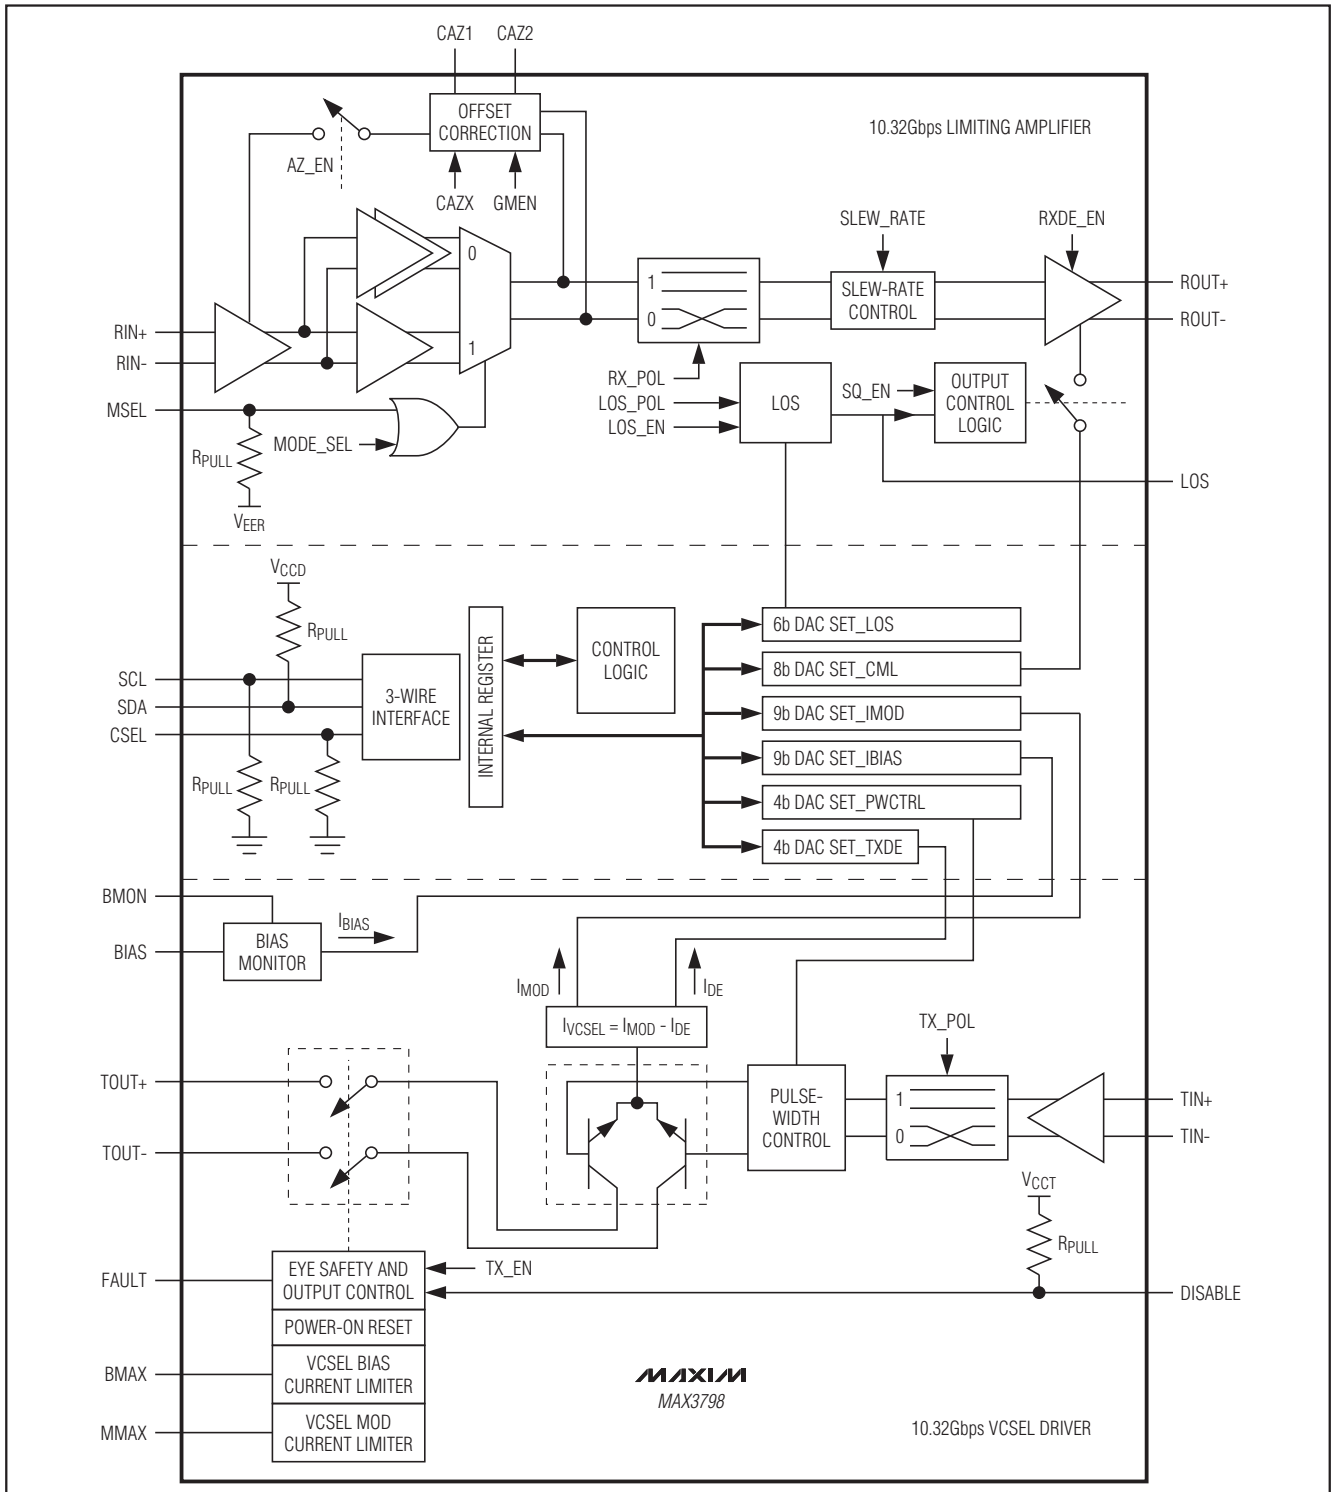 CAZ1 CAZ2
OFFSET
CORRECTION
10.32Gbps LIMITING AMPLIFIER
AZ_EN
CAZX GMEN
SLEW_RATE RXDE_EN
0
1
1
0
SLEW-RATE
CONTROL
ROUT+
ROUT-
RIN+
RIN-
MSEL
MODE_SEL
RPULL
VEER
RX_POL
LOS_POL
LOS_EN
LOS
SQ_EN
OUTPUT
CONTROL
LOGIC
LOS
VCCD
RPULL
SCL
SDA
CSEL
3-WIRE
INTERFACE
INTERNAL REGISTER
CONTROL
LOGIC
RPULL RPULL
6b DAC SET_LOS
8b DAC SET_CML
9b DAC SET_IMOD
9b DAC SET_IBIAS
4b DAC SET_PWCTRL
4b DAC SET_TXDE
BMON
BIAS
BIAS
MONITOR
IBIAS
IMOD
IDE
IVCSEL = IMOD - IDE
TX_POL
TOUT+
TOUT-
PULSE-
WIDTH
CONTROL
1
0
TIN+
TIN-
VCCT
RPULL
FAULT
EYE SAFETY AND
OUTPUT CONTROL
TX_EN
DISABLE
POWER-ON RESET
BMAX
VCSEL BIAS
CURRENT LIMITER
MMAX
VCSEL MOD
CURRENT LIMITER
MAXIM
MAX3798
10.32Gbps VCSEL DRIVER